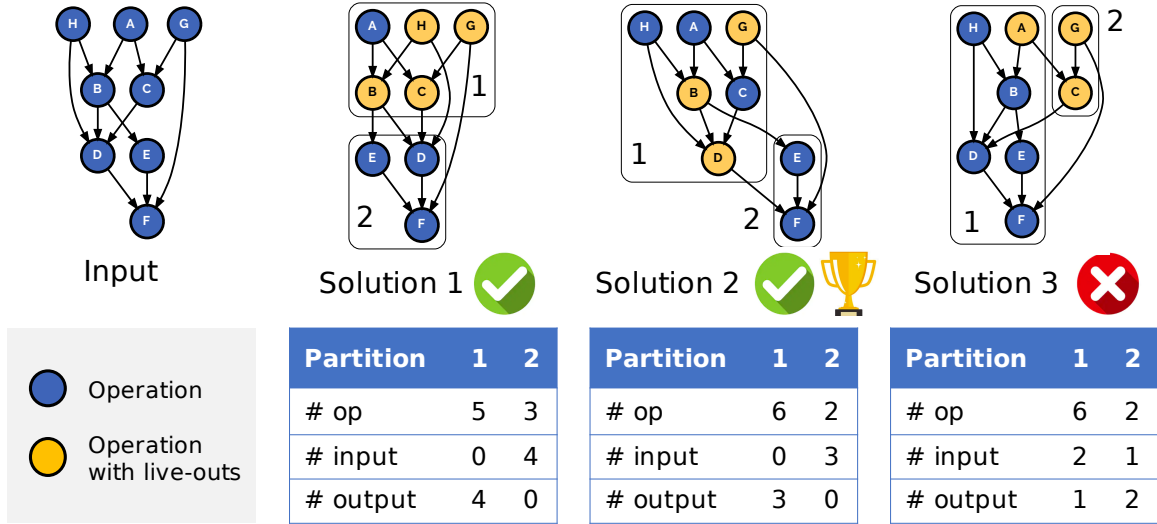 H A G
B C
D E
F
Input
A H G
B C
1
E D
2
F
Solution 1
H A G
B C
1
D E
2
F
Solution 2
H A G
2
B C
D E
1
F
Solution 3
Operation
Operation
with live-outs
Partition 1 2
# op 5 3
# input 0 4
# output 4 0
Partition 1 2
# op 6 2
# input 0 3
# output 3 0
Partition 1 2
# op 6 2
# input 2 1
# output 1 2